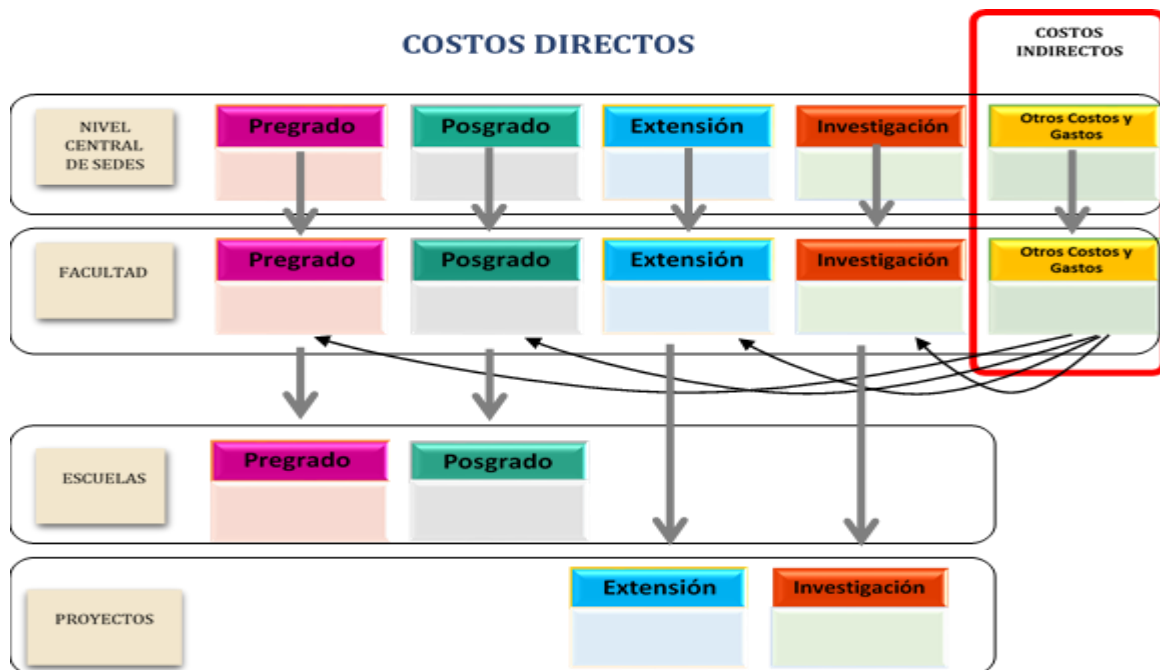 COSTOS DIRECTOS
COSTOS
INDIRECTOS
NIVEL
CENTRAL
DE SEDES
Pregrado
Posgrado
Extensión
Investigación
Otros Costos y
Gastos
FACULTAD
Pregrado
Posgrado
Extensión
Investigación
Otros Costos y
Gastos
ESCUELAS
Pregrado
Posgrado
PROYECTOS
Extensión
Investigación